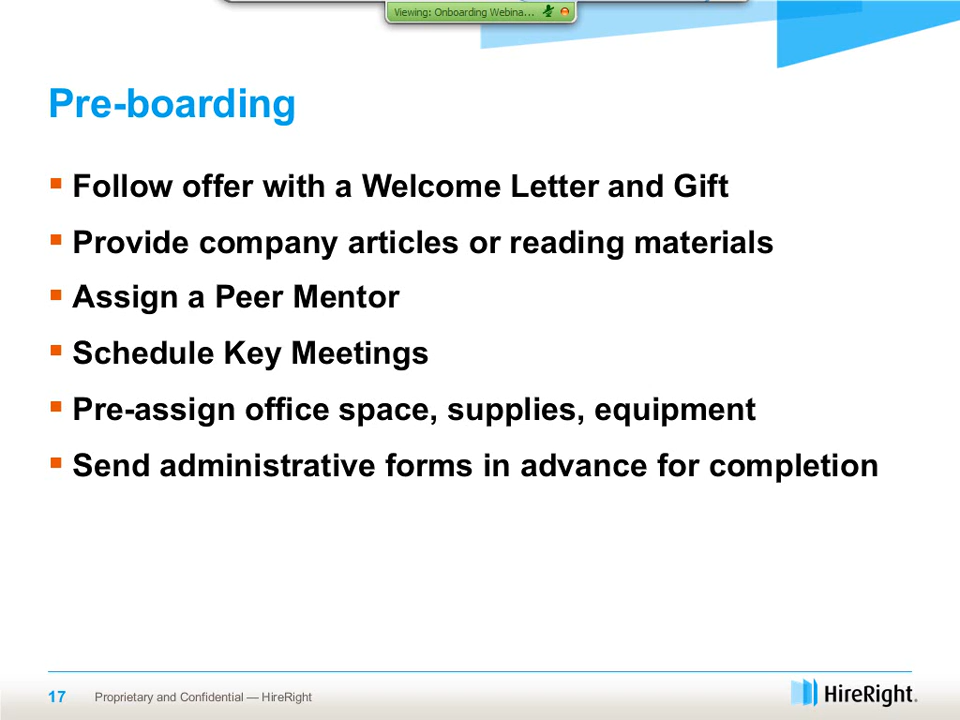 Viewing: Onboarding Webina...
Pre-boarding
Follow offer with a Welcome Letter and Gift
Provide company articles or reading materials
Assign a Peer Mentor
Schedule Key Meetings
Pre-assign office space, supplies, equipment
Send administrative forms in advance for completion
17 Proprietary and Confidential — HireRight
HireRight.